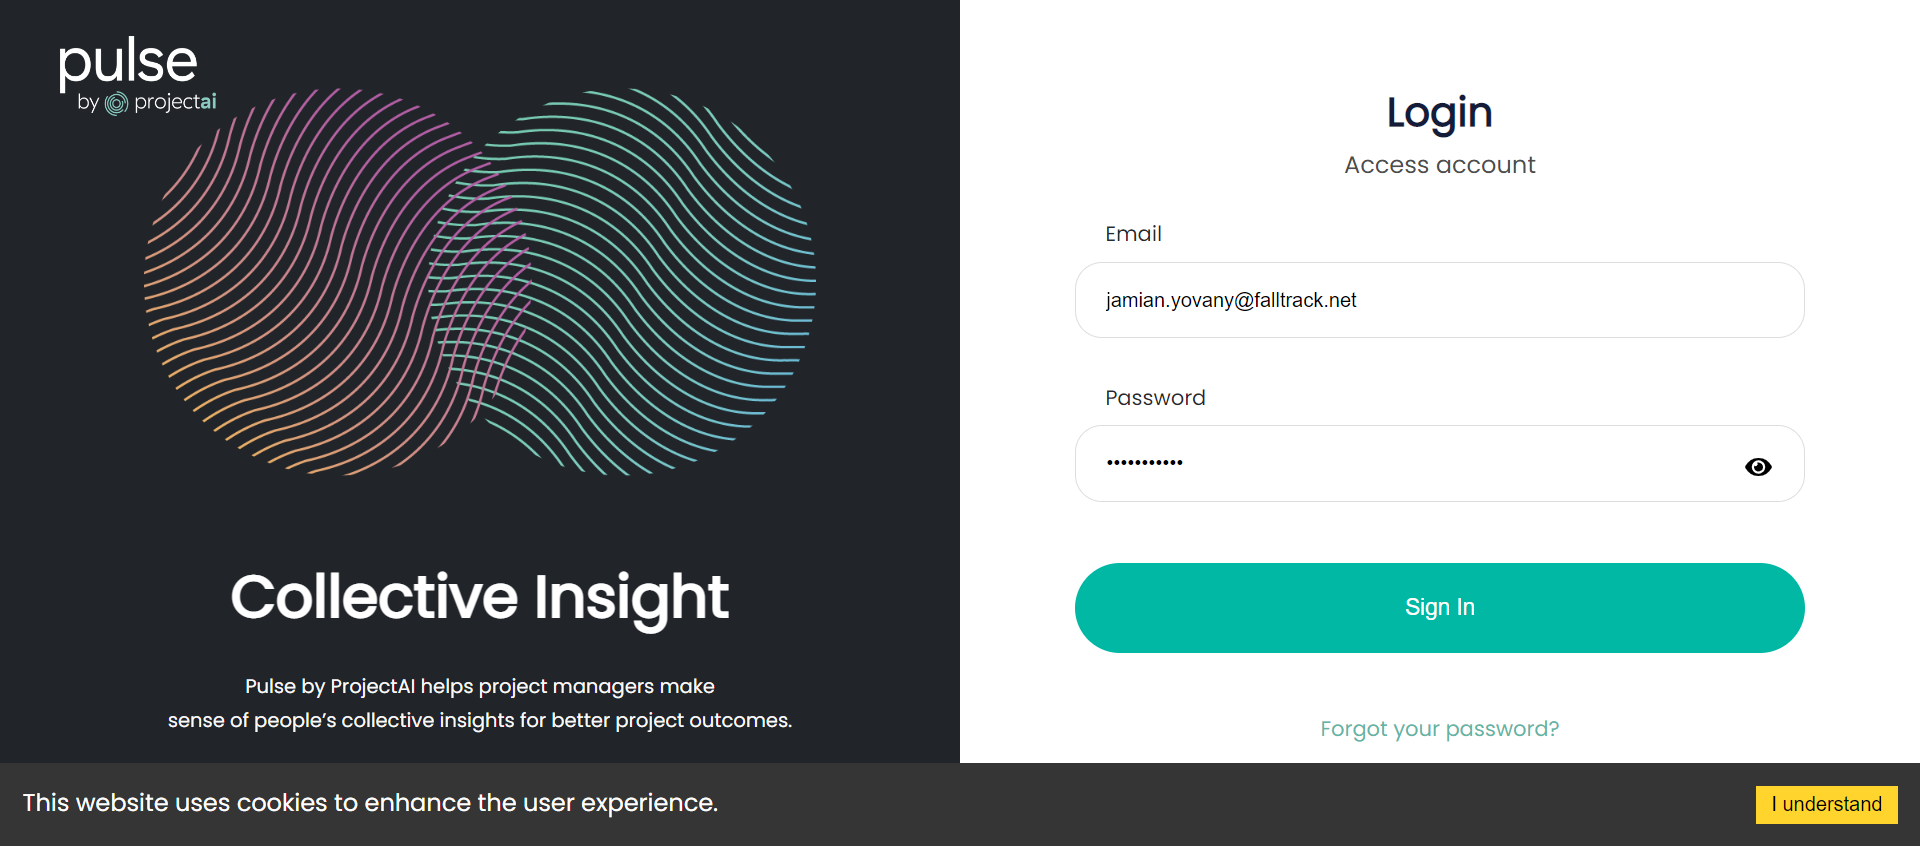 pulse
by projectai
Collective Insight
Pulse by ProjectAI helps project managers make
sense of people’s collective insights for better project outcomes.
Login
Access account
Email
jamian.yovany@falltrack.net
Password
•••••••••••
Sign In
Forgot your password?
This website uses cookies to enhance the user experience.
I understand